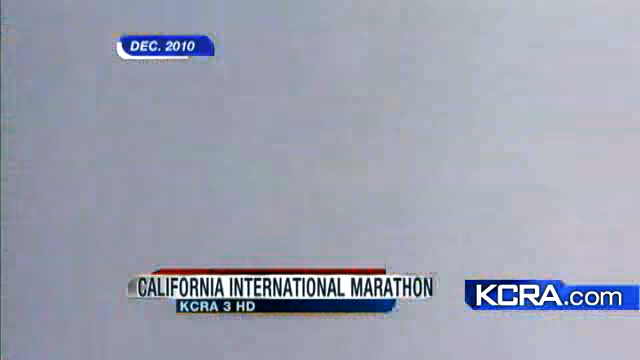 DEC. 2010
CALIFORNIA INTERNATIONAL MARATHON
KCRA 3 HD
KCRA.com